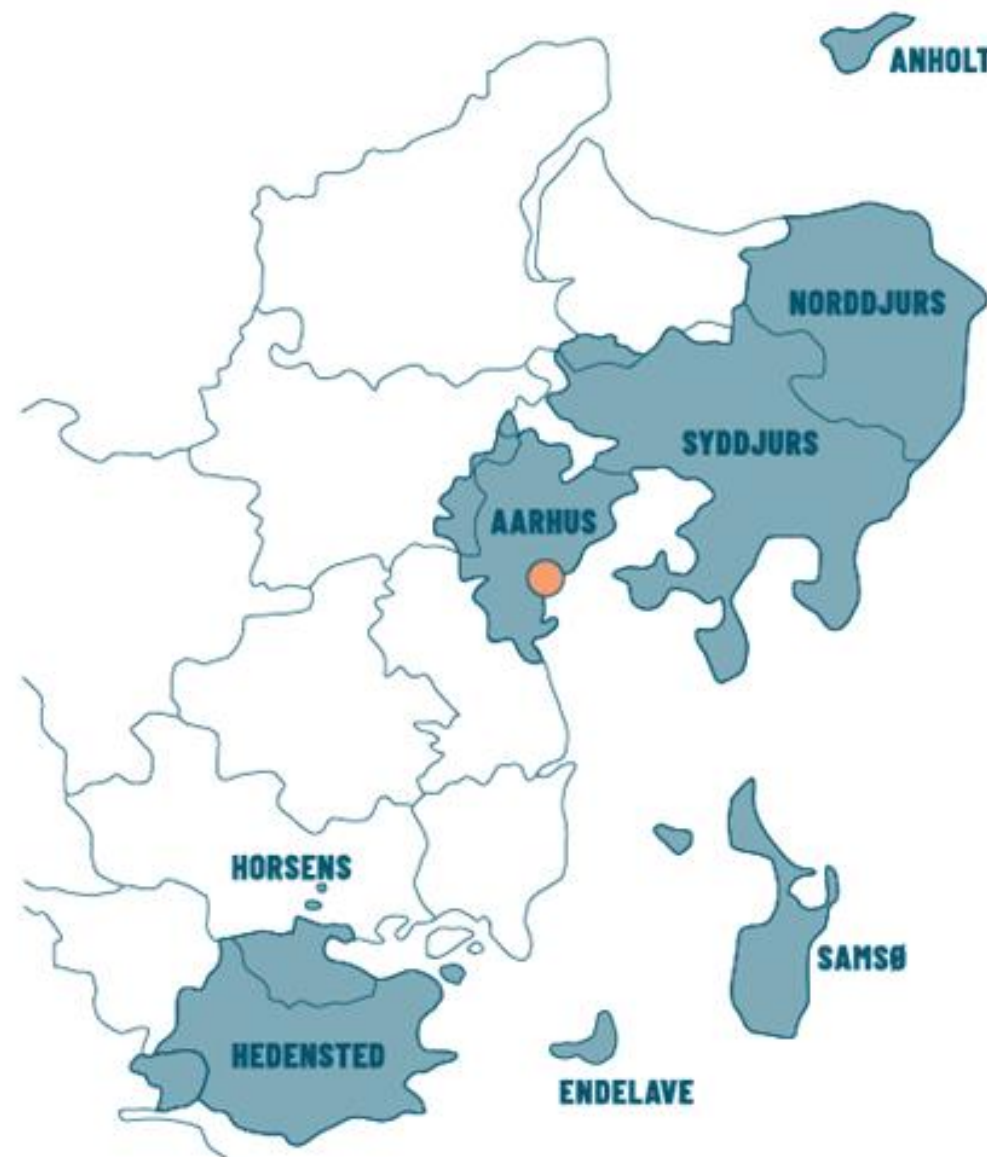 ANHOLT
NORDDJURS
SYDDJURS
AARHUS
HORSENS
SAMSØ
HEDENSTED
ENDELAVE